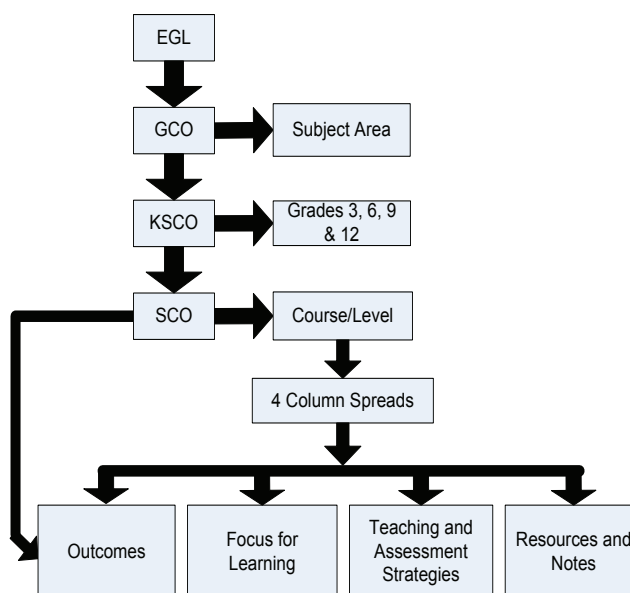 EGL
GCO
Subject Area
KSCO
Grades 3, 6, 9
& 12
SCO
Course/Level
4 Column Spreads
Outcomes
Focus for
Learning
Teaching and
Assessment
Strategies
Resources and
Notes